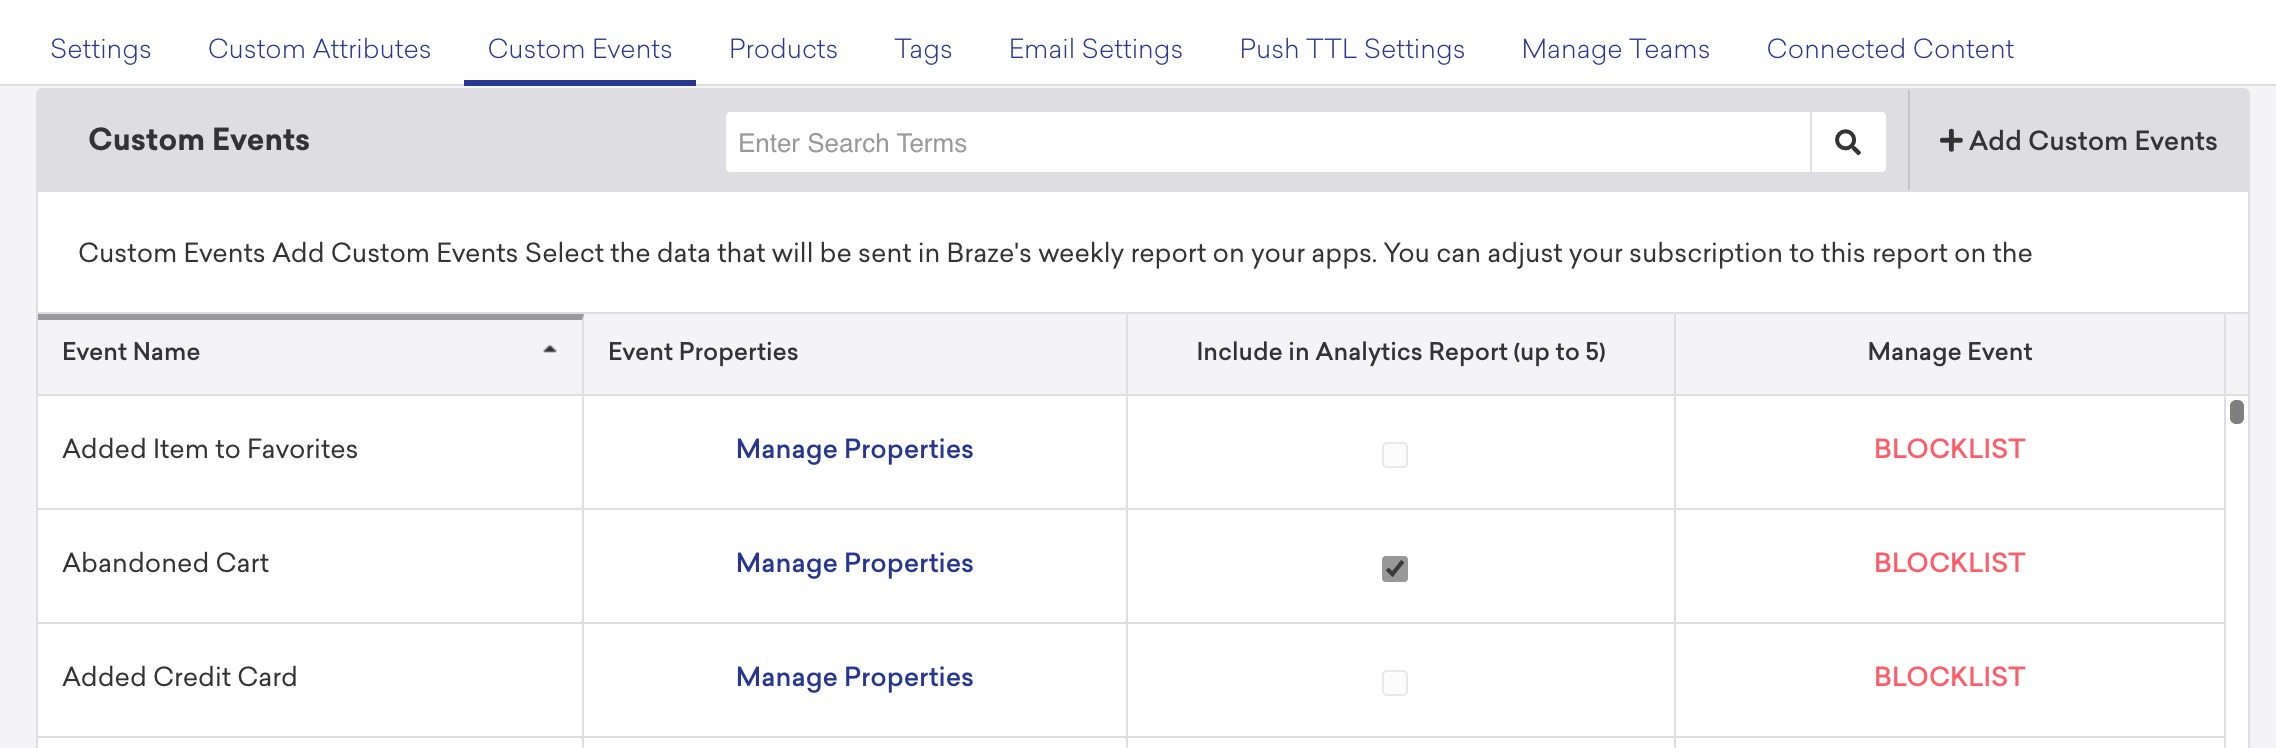 Settings Custom Attributes Custom Events Products Tags Email Settings Push TTL Settings Manage Teams Connected Content
Custom Events Enter Search Terms Add Custom Events
Custom Events Add Custom Events Select the data that will be sent in Braze's weekly report on your apps. You can adjust your subscription to this report on the
Event Name Event Properties Include in Analytics Report (up to 5) Manage Event
Added Item to Favorites Manage Properties BLOCKLIST
Abandoned Cart Manage Properties BLOCKLIST
Added Credit Card Manage Properties BLOCKLIST